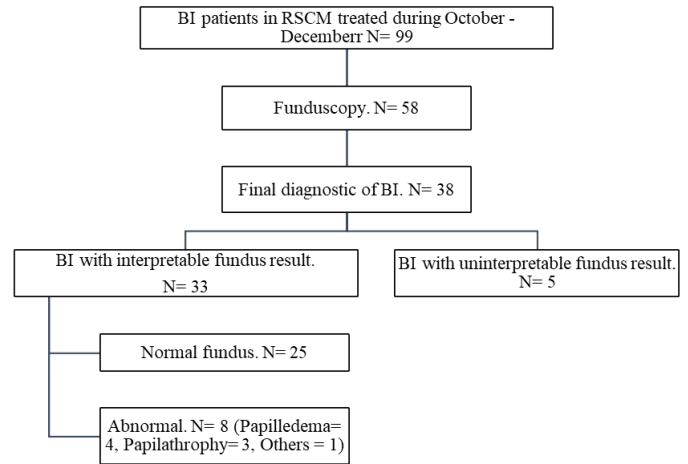 BI patients in RSCM treated during October -
Decemberr N= 99
Funduscopy. N= 58
Final diagnostic of BI. N= 38
BI with interpretable fundus result.
N= 33
BI with uninterpretable fundus result.
N= 5
Normal fundus. N= 25
Abnormal. N= 8 (Papilledema=
4, Papilathrophy= 3, Others = 1)